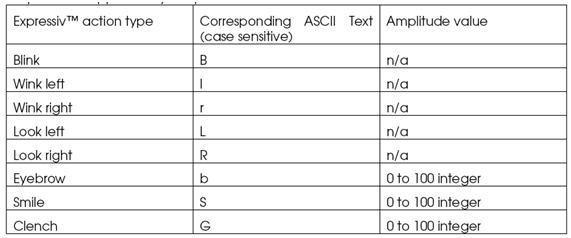 Expressiv™ action type Corresponding ASCII Text Amplitude value
(case sensitive)
Blink B n/a
Wink left l n/a
Wink right r n/a
Look left L n/a
Look right R n/a
Eyebrow b 0 to 100 integer
Smile S 0 to 100 integer
Clench G 0 to 100 integer